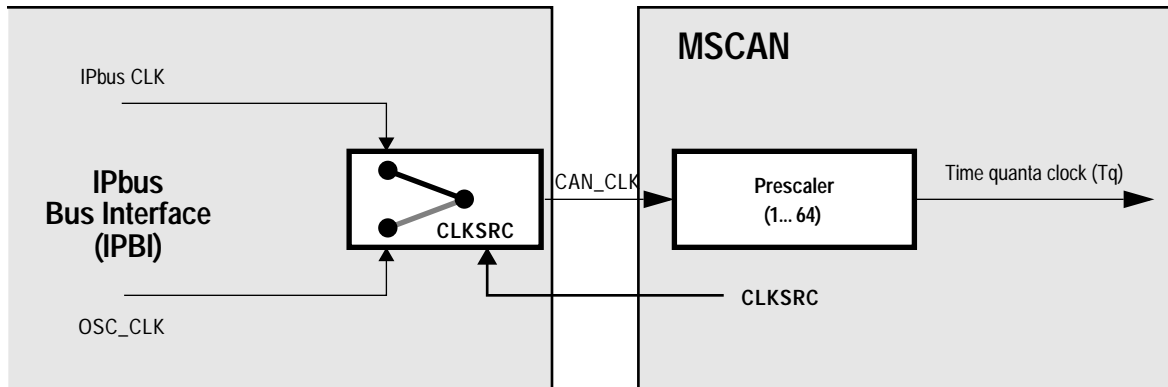 MSCAN
IPbus CLK
IPbus
Bus Interface
(IPBI)
CLKSRC
CAN_CLK
Prescaler
(1... 64)
Time quanta clock (Tq)
CLKSRC
OSC_CLK